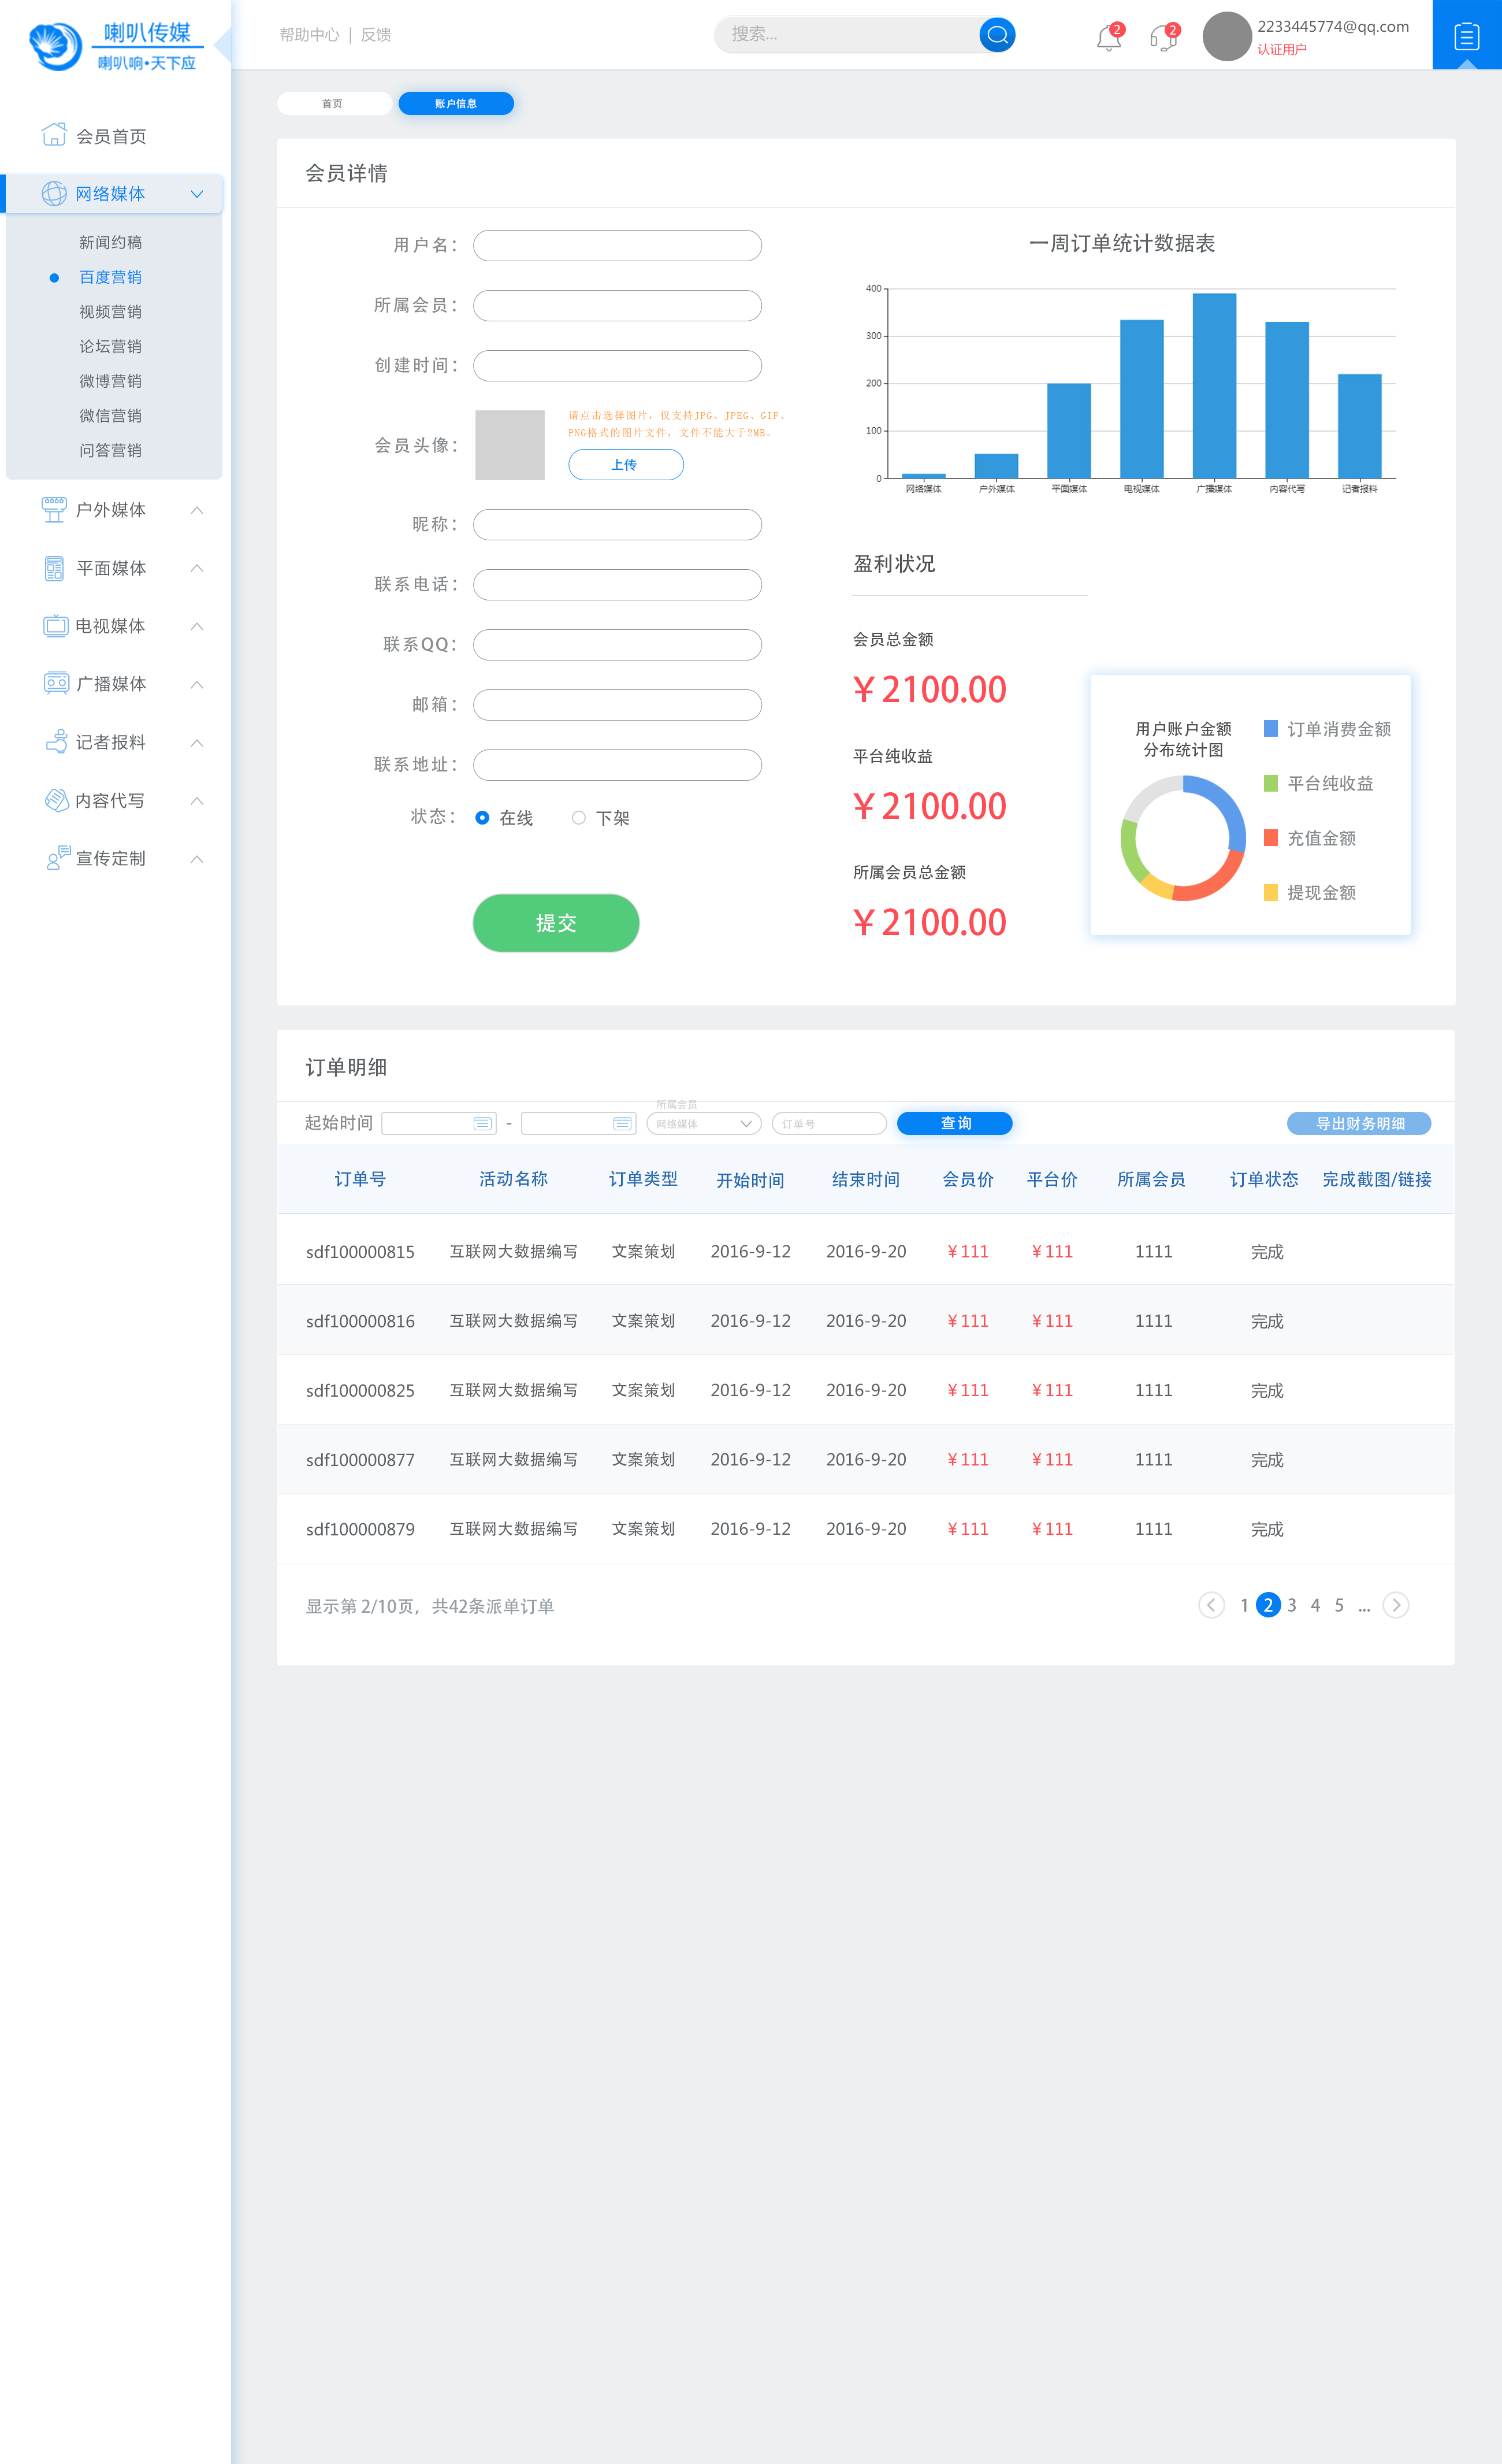 喇叭传媒
喇叭响•天下应
帮助中心 | 反馈
搜索...
2
2
2233445774@qq.com
认证用户
会员首页
网络媒体
新闻约稿
百度营销
视频营销
论坛营销
微博营销
微信营销
问答营销
户外媒体
平面媒体
电视媒体
广播媒体
记者报料
内容代写
宣传定制
首页
账户信息
会员详情
用户名：
所属会员：
创建时间：
会员头像：
请点击选择图片，仅支持JPG、JPEG、GIF、
PNG格式的图片文件，文件不能大于2MB。
上传
昵称：
联系电话：
联系QQ：
邮箱：
联系地址：
状态：
在线
下架
提交
一周订单统计数据表
400
300
200
100
0
网络媒体 户外媒体 平面媒体 电视媒体 广播媒体 内容代写 记者报料
盈利状况
会员总金额
￥2100.00
平台纯收益
￥2100.00
所属会员总金额
￥2100.00
用户账户金额
分布统计图
订单消费金额
平台纯收益
充值金额
提现金额
订单明细
所属会员
起始时间 - 网络媒体 订单号 查询 导出财务明细
订单号 活动名称 订单类型 开始时间 结束时间 会员价 平台价 所属会员 订单状态 完成截图/链接
sdf100000815 互联网大数据编写 文案策划 2016-9-12 2016-9-20 ￥111 ￥111 1111 完成
sdf100000816 互联网大数据编写 文案策划 2016-9-12 2016-9-20 ￥111 ￥111 1111 完成
sdf100000825 互联网大数据编写 文案策划 2016-9-12 2016-9-20 ￥111 ￥111 1111 完成
sdf100000877 互联网大数据编写 文案策划 2016-9-12 2016-9-20 ￥111 ￥111 1111 完成
sdf100000879 互联网大数据编写 文案策划 2016-9-12 2016-9-20 ￥111 ￥111 1111 完成
显示第 2/10页，共42条派单订单
1 2 3 4 5 ...